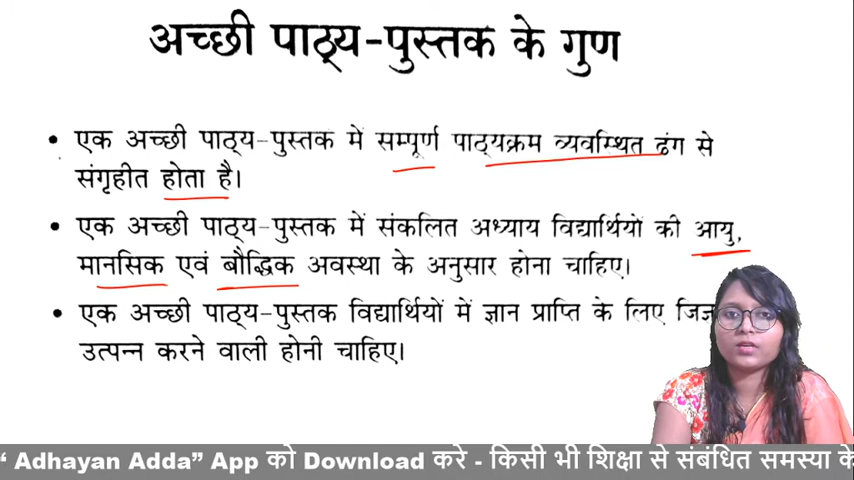 अच्छी पाठ्य-पुस्तक के गुण
• एक अच्छी पाठ्य-पुस्तक में सम्पूर्ण पाठ्यक्रम व्यवस्थित ढंग से
संगृहीत होता है।
• एक अच्छी पाठ्य-पुस्तक में संकलित अध्याय विद्यार्थियों की आयु,
मानसिक एवं बौद्धिक अवस्था के अनुसार होना चाहिए।
• एक अच्छी पाठ्य-पुस्तक विद्यार्थियों में ज्ञान प्राप्ति के लिए
उत्पन्न करने वाली होनी चाहिए।
“ Adhayan Adda” App को Download करे - किसी भी शिक्षा से संबंधित समस्या के